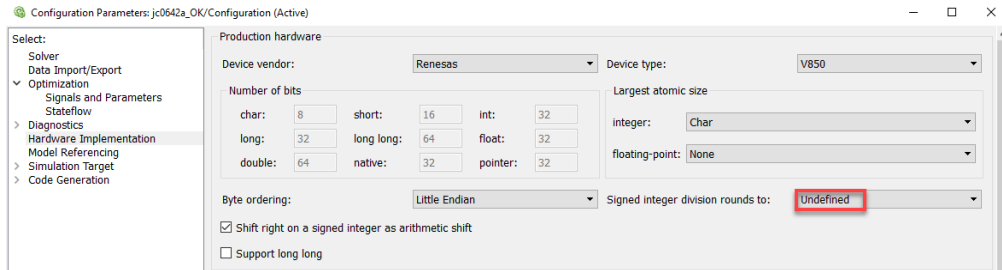 Configuration Parameters: jc0642a_OK/Configuration (Active)
Select:
Solver
Data Import/Export
Optimization
Signals and Parameters
Stateflow
Diagnostics
Hardware Implementation
Model Referencing
Simulation Target
Code Generation
Production hardware
Device vendor: Renesas Device type: V850
Number of bits
char: 8 short: 16 int: 32
long: 32 long long: 64 float: 32
double: 64 native: 32 pointer: 32
Largest atomic size
integer: Char
floating-point: None
Byte ordering: Little Endian Signed integer division rounds to: Undefined
Shift right on a signed integer as arithmetic shift
Support long long